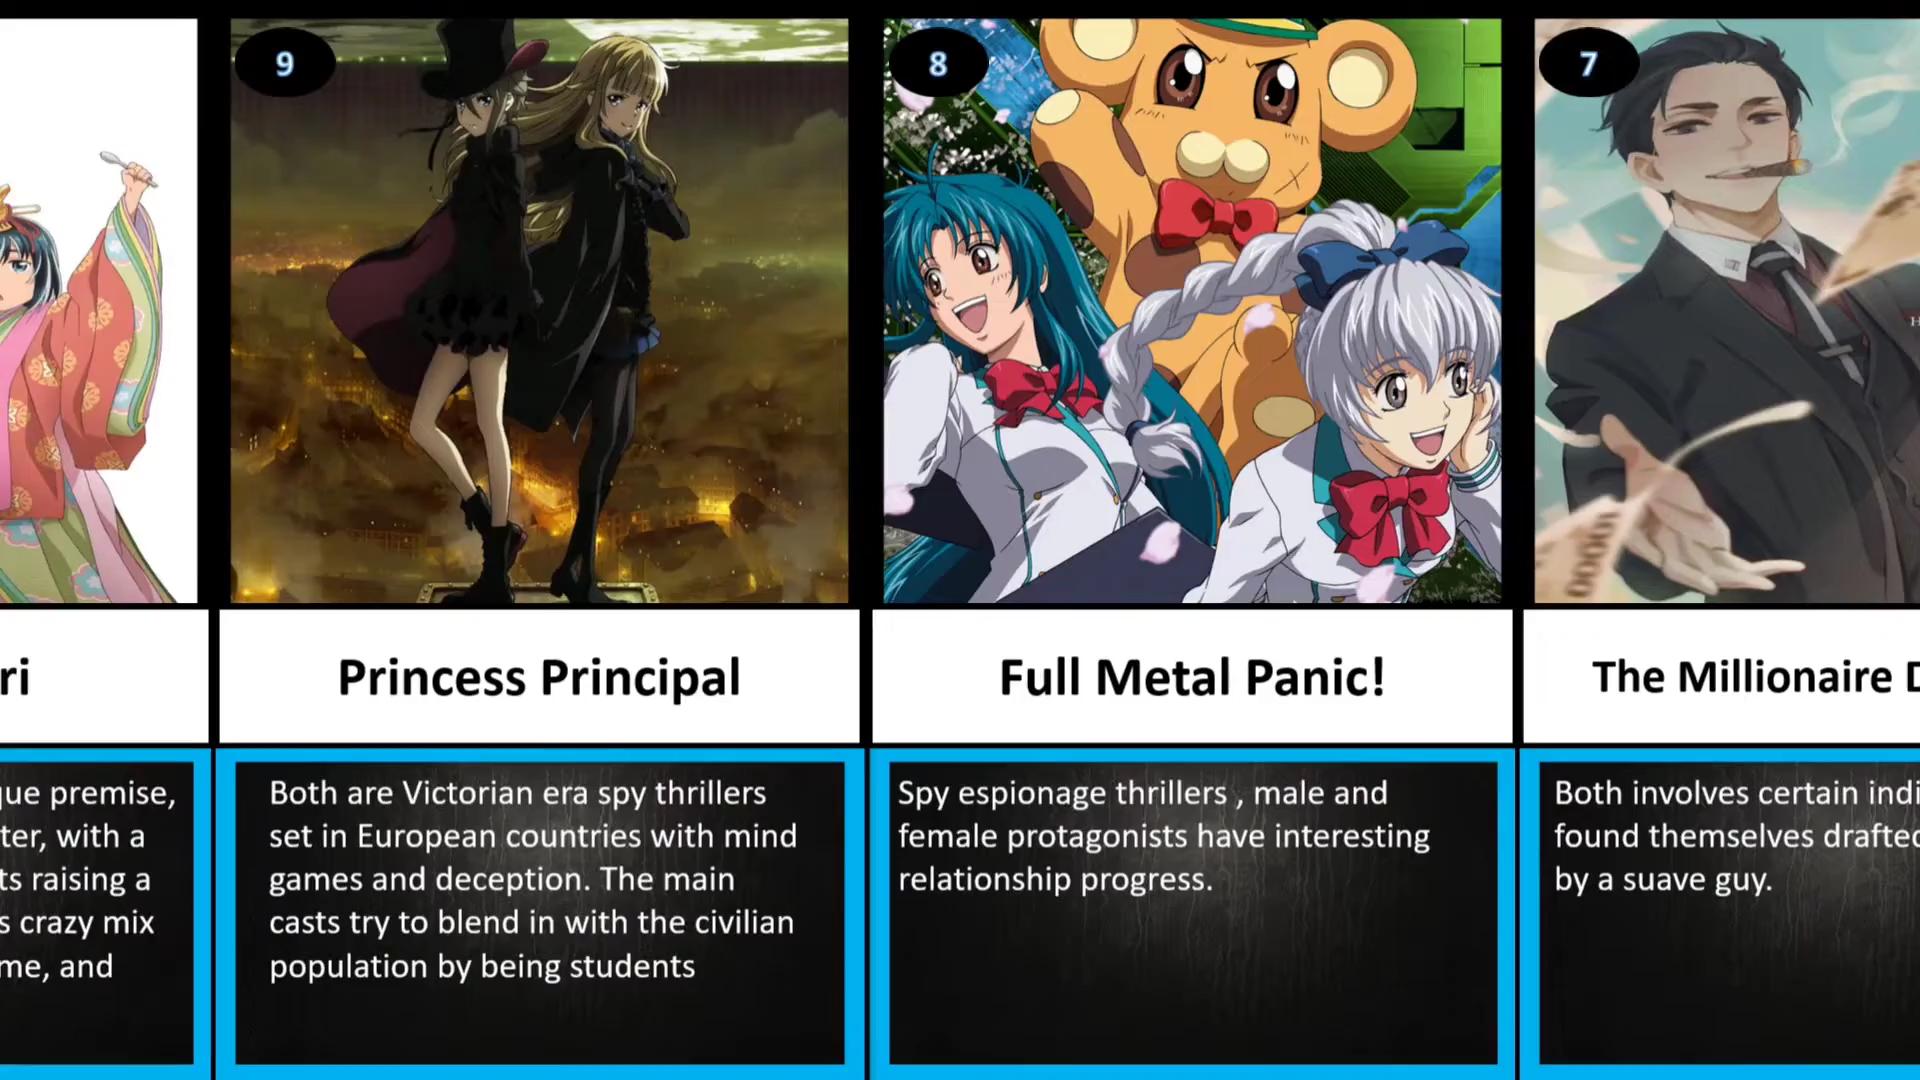 9
8
7
ri
Princess Principal
Full Metal Panic!
The Millionaire D
que premise,
ter, with a
ts raising a
s crazy mix
me, and
Both are Victorian era spy thrillers
set in European countries with mind
games and deception. The main
casts try to blend in with the civilian
population by being students
Spy espionage thrillers , male and
female protagonists have interesting
relationship progress.
Both involves certain indi
found themselves drafted
by a suave guy.